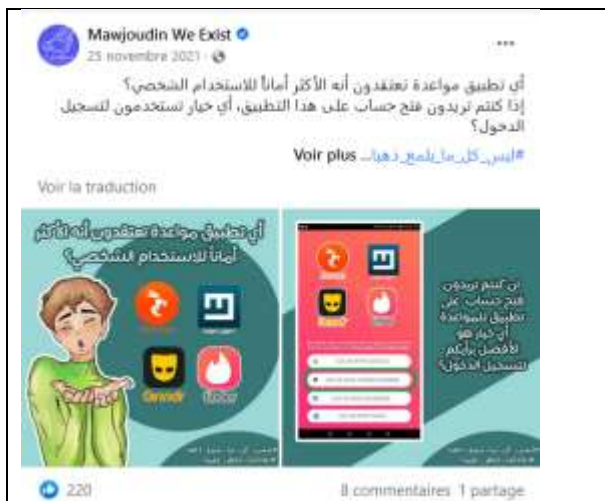 Mawjoudin We Exist
25 novembre 2021
أي تطبيق مواعدة تعتقدون أنه الأكثر أماناً للاستخدام الشخصي؟
إذا كنتم تريدون فتح حساب على هذا التطبيق، أي خيار تستخدمون لتسجيل
الدخول؟
#ليس_كل_ما_يلمع_ذهبا... Voir plus
Voir la traduction
أي تطبيق مواعدة تعتقدون أنه الأكثر
أماناً للاستخدام الشخصي؟
Grindr
Tinder
إن كنتم تريدون
فتح حساب على
تطبيق للمواعدة
أي خيار هو
الأفضل برأيكم
لتسجيل الدخول؟
220
8 commentaires 1 partage